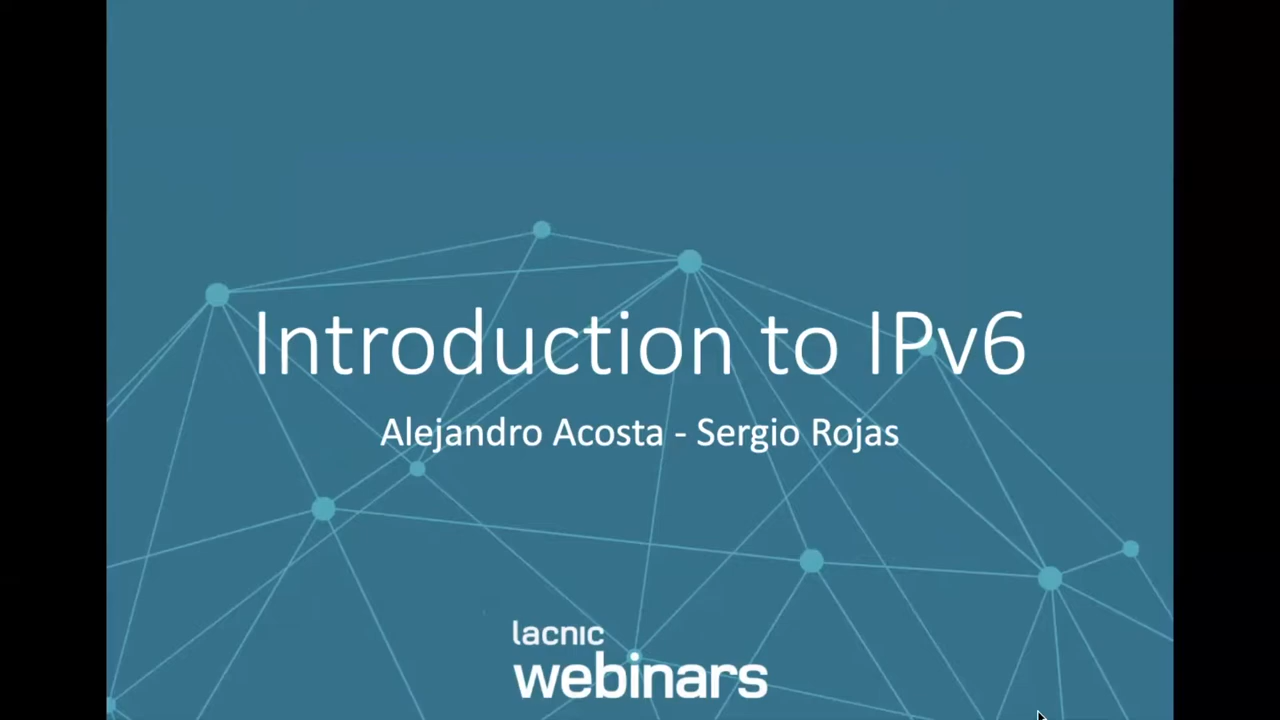 Introduction to IPv6
Alejandro Acosta - Sergio Rojas
lacnic
webinars